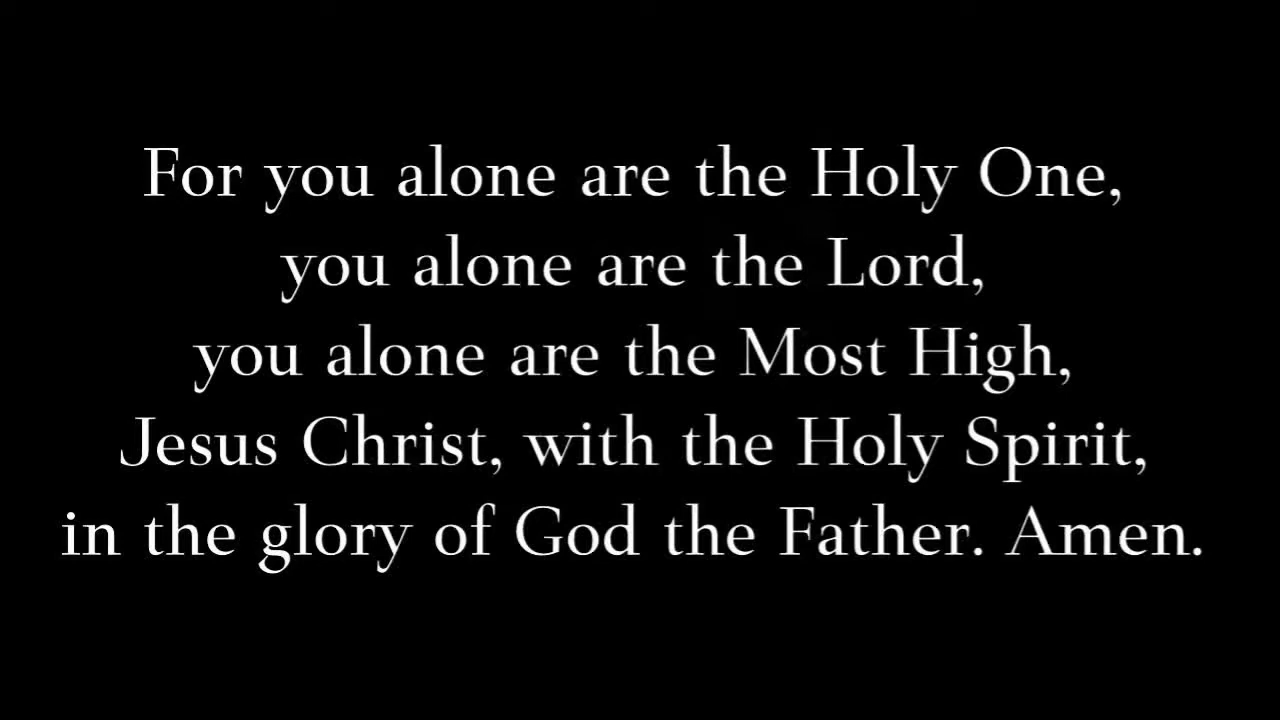 For you alone are the Holy One,
you alone are the Lord,
you alone are the Most High,
Jesus Christ, with the Holy Spirit,
in the glory of God the Father. Amen.